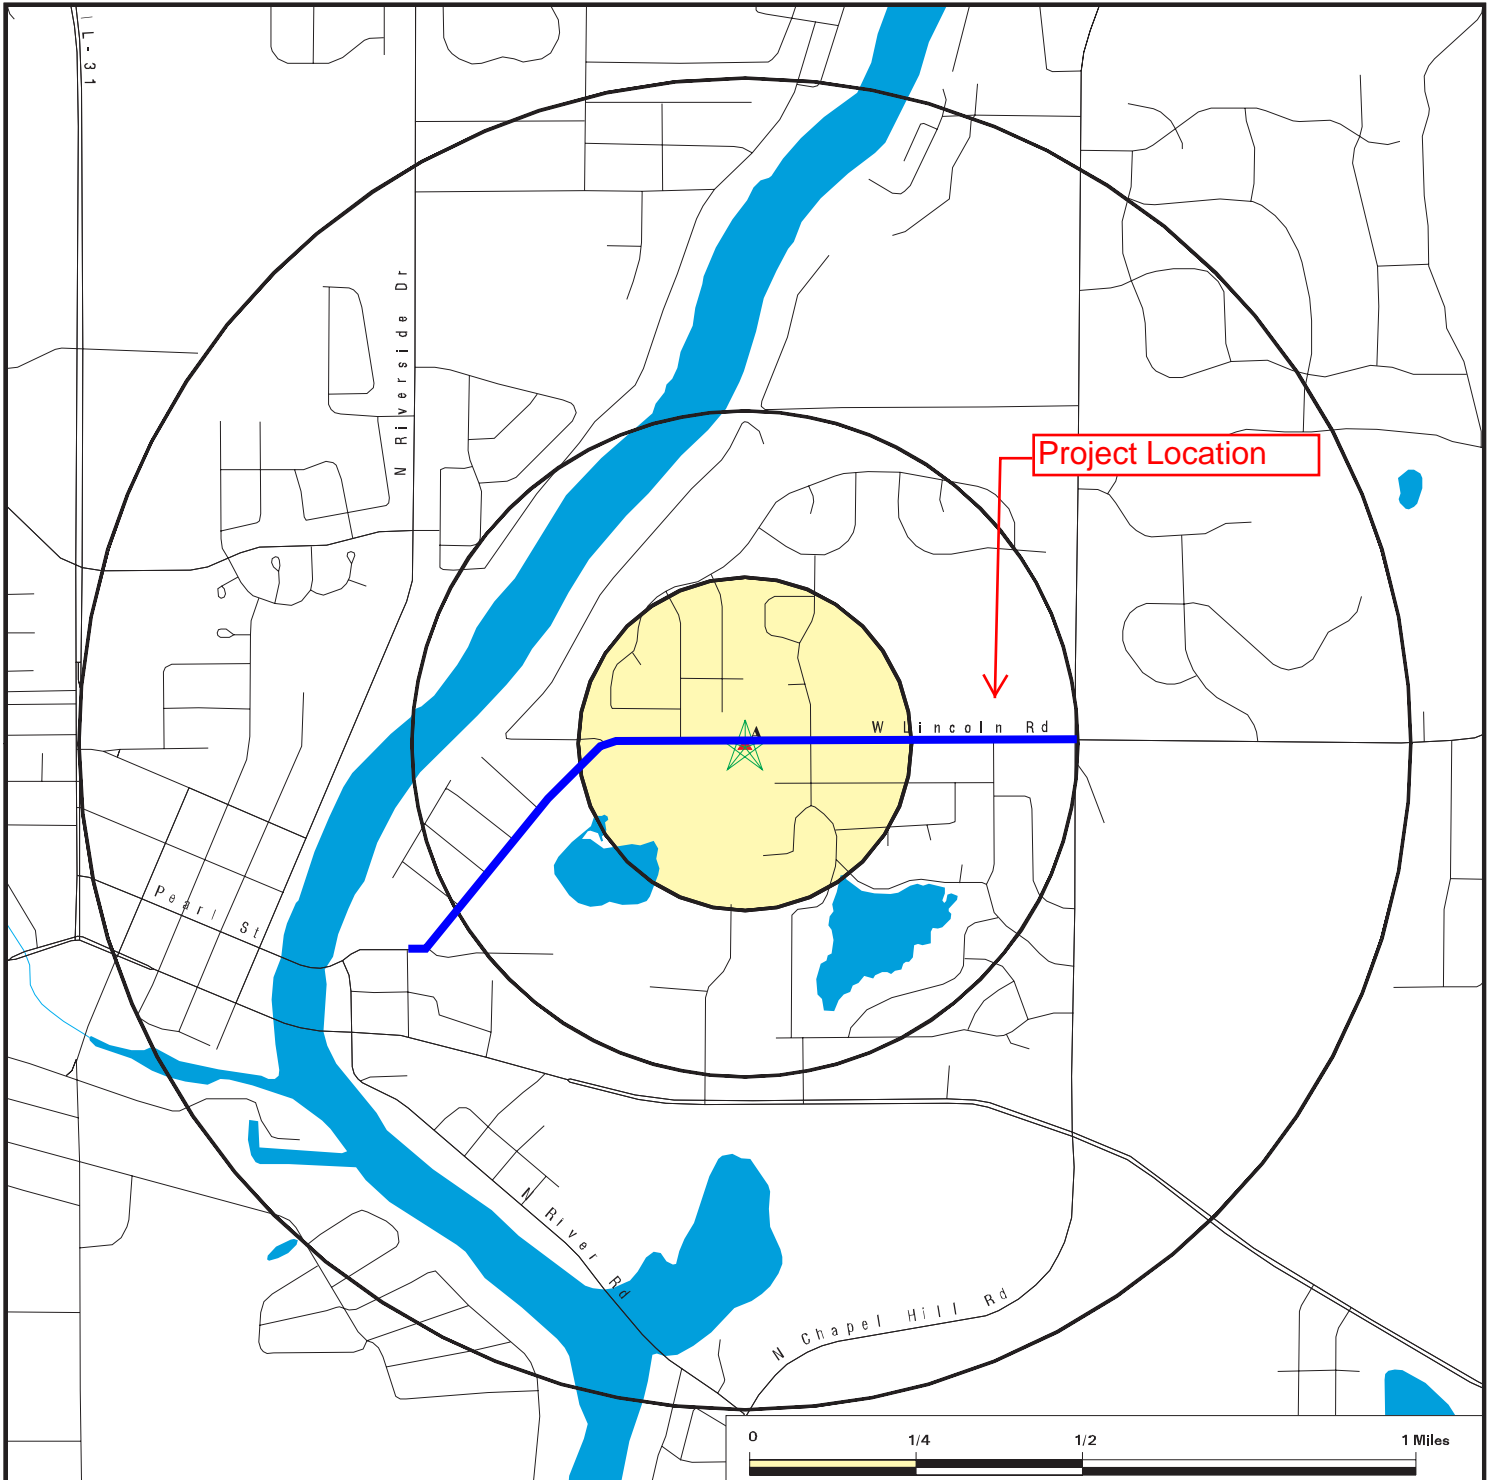 IL-31
N Riverside Dr
Project Location
W Lincoln Rd
A
Pearl St
N River Rd
N Chapel Hill Rd
0 1/4 1/2 1 Miles